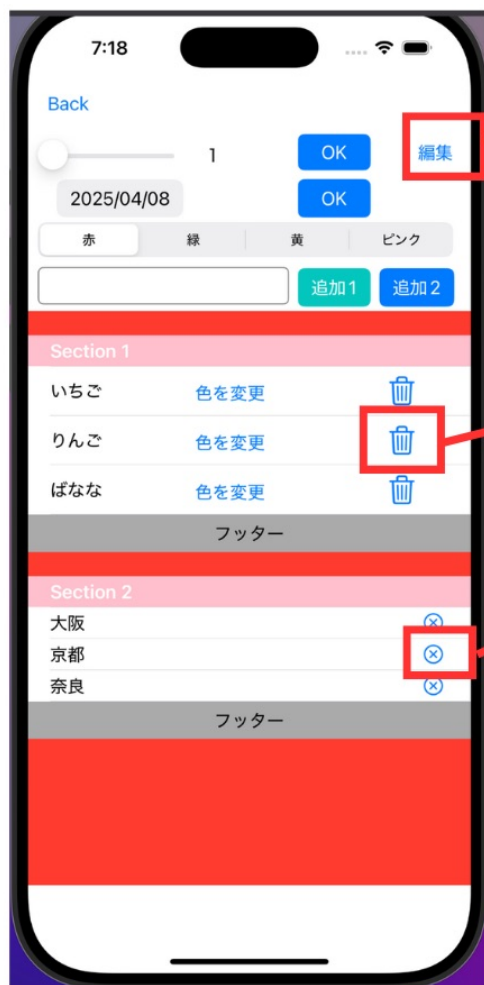 7:18
Back
1 OK 編集
2025/04/08 OK
赤 緑 黄 ピンク
追加1 追加2
Section 1
いちご 色を変更
りんご 色を変更
ばなな 色を変更
フッター
Section 2
大阪
京都
奈良
フッター